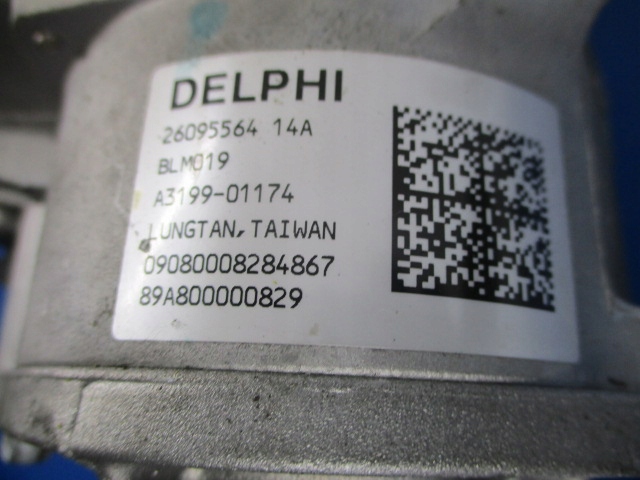 DELPHI
26095564 14A
BLM019
A3199-01174
LUNGTAN, TAIWAN
09080008284867
89A800000829